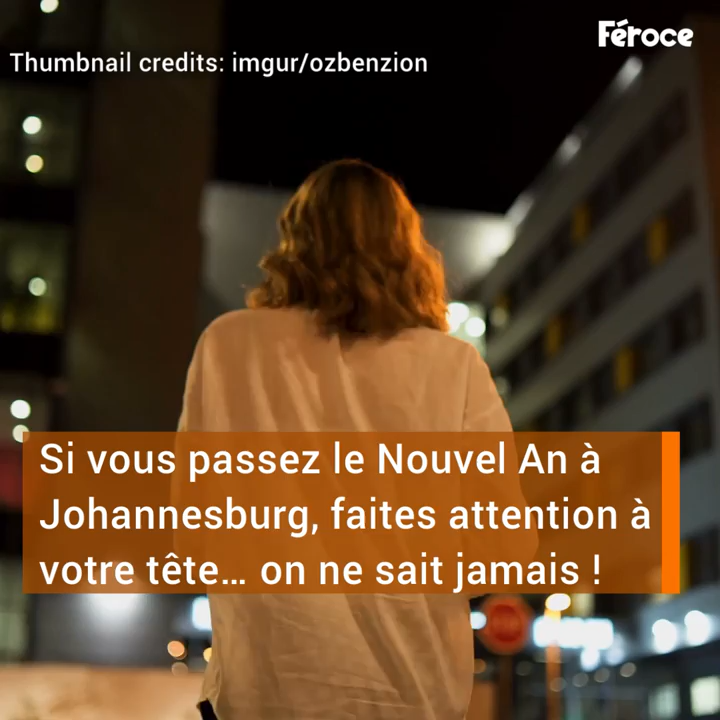 Féroce
Thumbnail credits: imgur/ozbenzion
Si vous passez le Nouvel An à
Johannesburg, faites attention à
votre tête... on ne sait jamais !